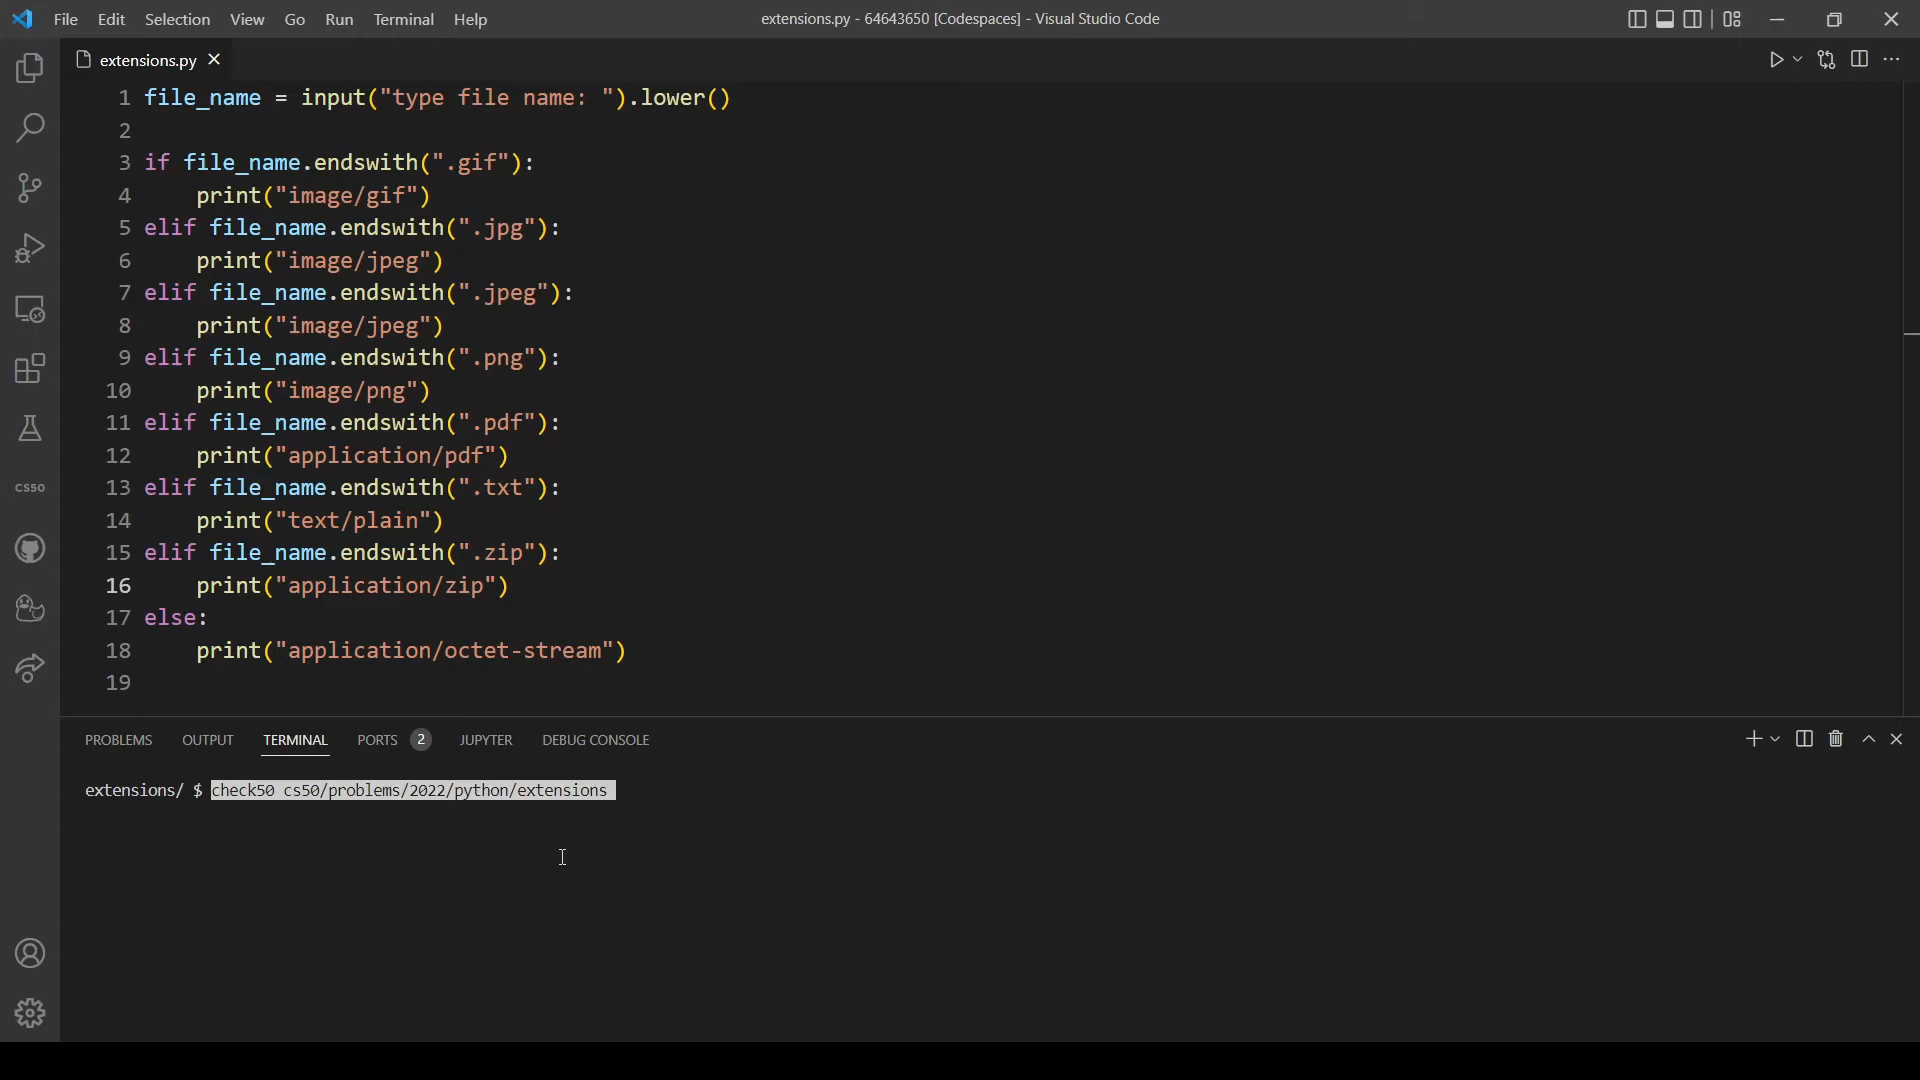 File Edit Selection View Go Run Terminal Help extensions.py - 64643650 [Codespaces] - Visual Studio Code
extensions.py
1 file_name = input("type file name: ").lower()
2
3 if file_name.endswith(".gif"):
4     print("image/gif")
5 elif file_name.endswith(".jpg"):
6     print("image/jpeg")
7 elif file_name.endswith(".jpeg"):
8     print("image/jpeg")
9 elif file_name.endswith(".png"):
10     print("image/png")
11 elif file_name.endswith(".pdf"):
12     print("application/pdf")
13 elif file_name.endswith(".txt"):
14     print("text/plain")
15 elif file_name.endswith(".zip"):
16     print("application/zip")
17 else:
18     print("application/octet-stream")
19
CS50
PROBLEMS OUTPUT TERMINAL PORTS 2 JUPYTER DEBUG CONSOLE
extensions/ $ check50 cs50/problems/2022/python/extensions